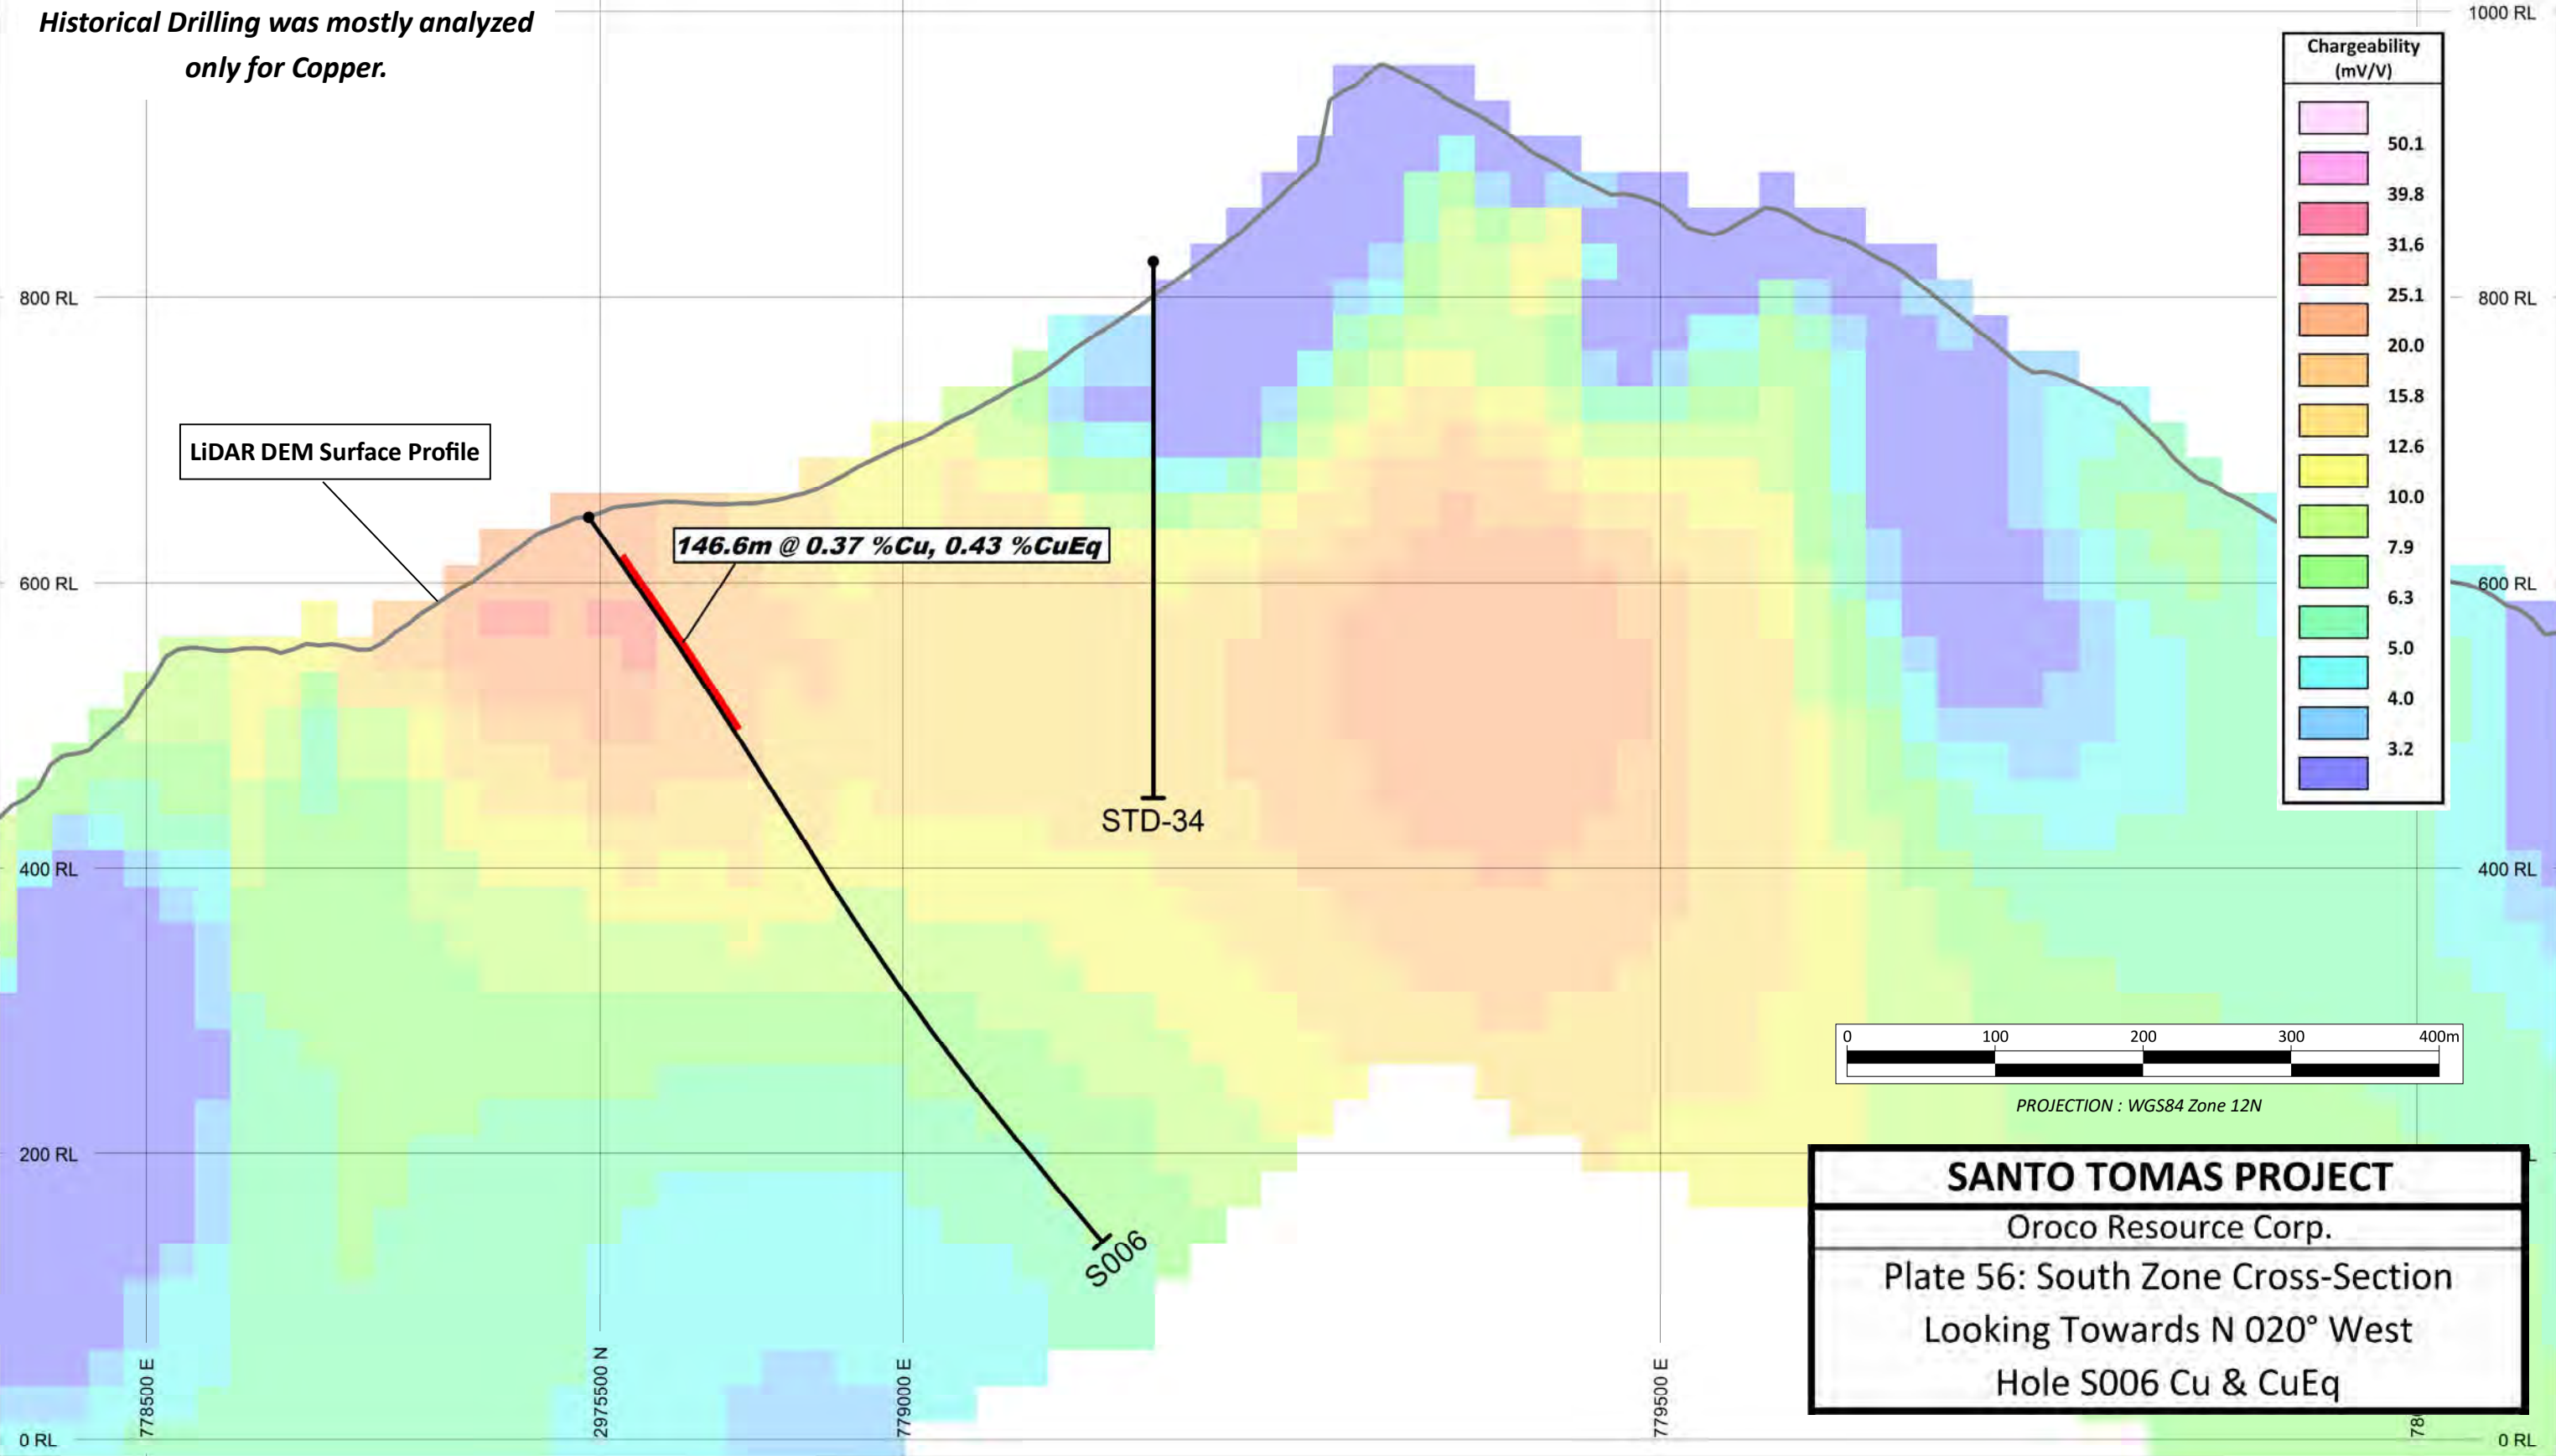 Historical Drilling was mostly analyzed
only for Copper.
1000 RL
Chargeability
(mV/V)
50.1
39.8
31.6
25.1
20.0
15.8
12.6
10.0
7.9
6.3
5.0
4.0
3.2
800 RL
800 RL
LiDAR DEM Surface Profile
146.6m @ 0.37 %Cu, 0.43 %CuEq
600 RL
600 RL
STD-34
400 RL
400 RL
0 100 200 300 400m
PROJECTION : WGS84 Zone 12N
200 RL
S006
SANTO TOMAS PROJECT
Oroco Resource Corp.
Plate 56: South Zone Cross-Section
Looking Towards N 020° West
Hole S006 Cu & CuEq
778500 E
2975500 N
779000 E
779500 E
0 RL
0 RL